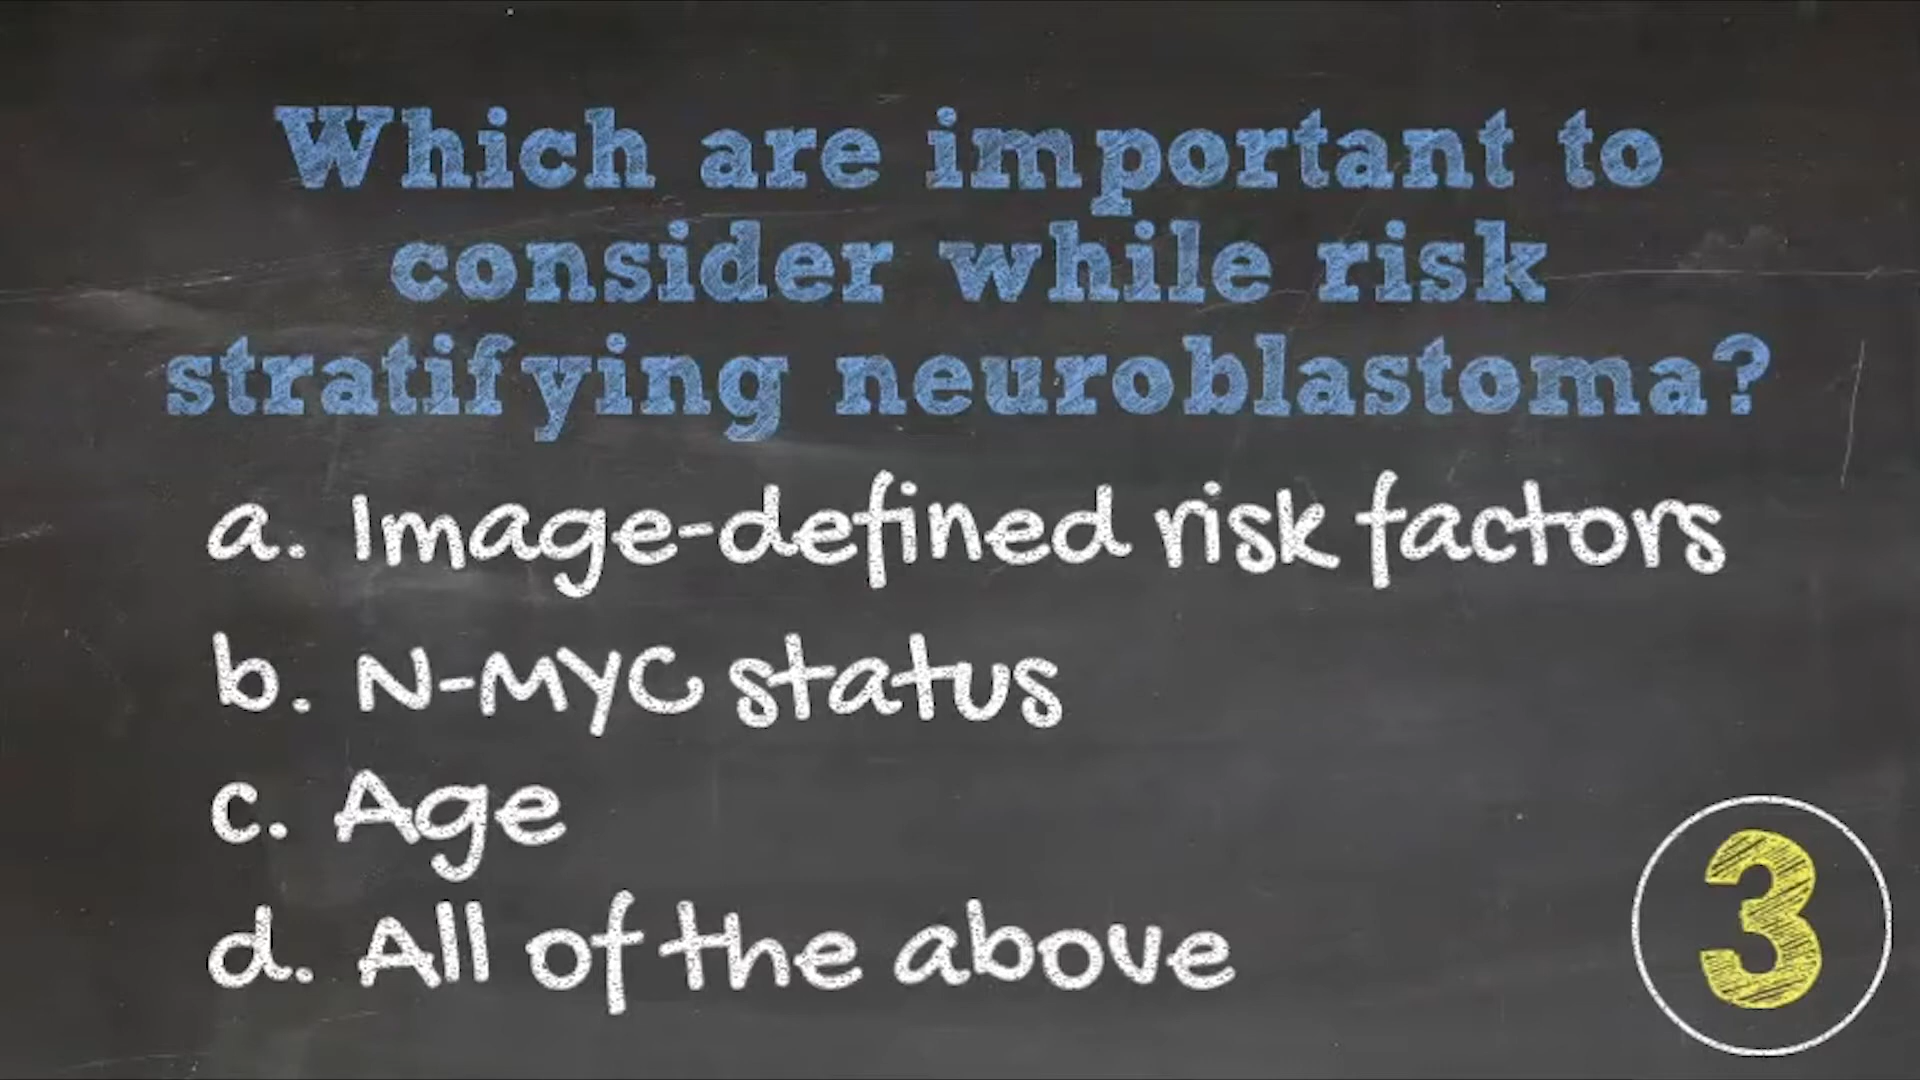 Which are important to
consider while risk
stratifying neuroblastoma?
a. Image-defined risk factors
b. N-MYC status
c. Age
d. All of the above
3